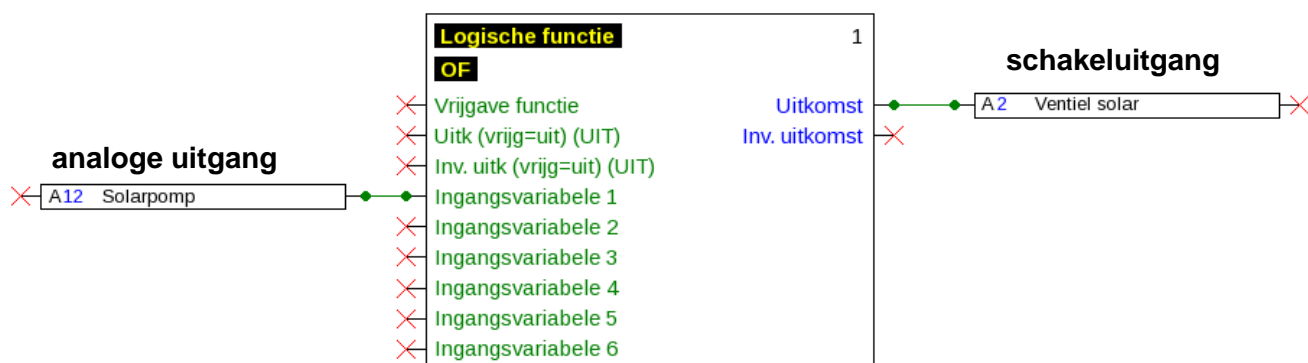 Logische functie 1
OF
schakeluitgang
Vrijgave functie Uitkomst A2 Ventiel solar
Uitk (vrijg=uit) (UIT) Inv. uitkomst
analoge uitgang
Inv. uitk (vrijg=uit) (UIT)
A12 Solarpomp Ingangsvariabele 1
Ingangsvariabele 2
Ingangsvariabele 3
Ingangsvariabele 4
Ingangsvariabele 5
Ingangsvariabele 6